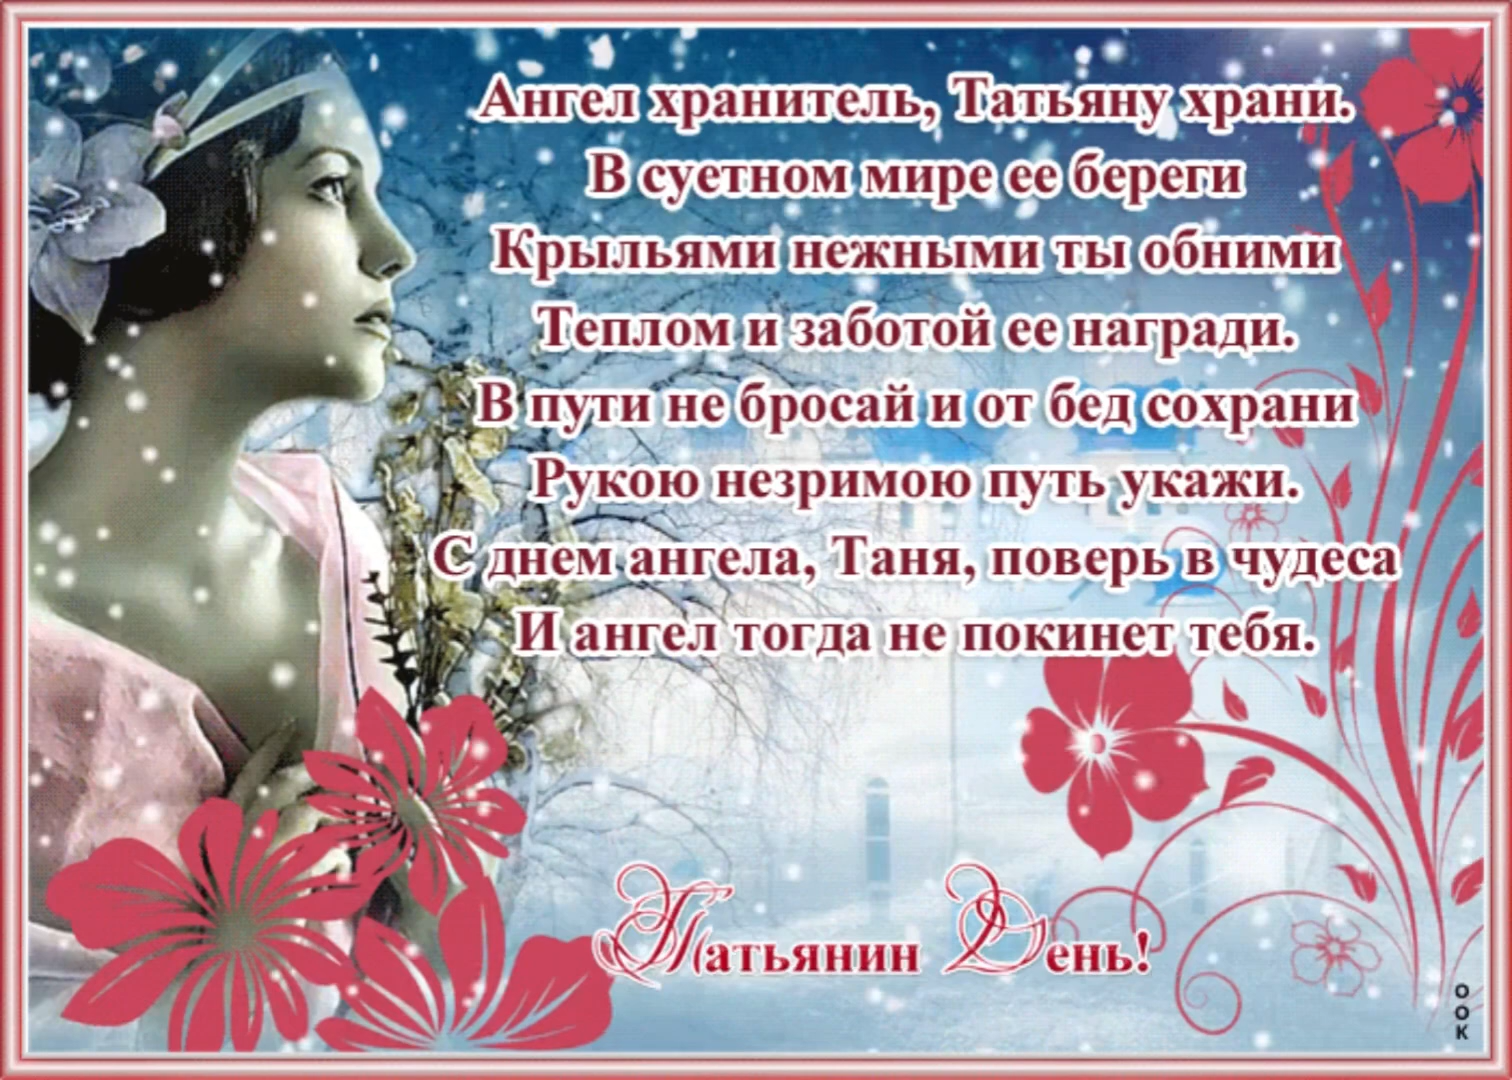 Ангел хранитель, Татьяну храни.
В суетном мире ее береги
Крыльями нежными ты обними
Теплом и заботой ее награди.
В пути не бросай и от бед сохрани
Рукою незримою путь укажи.
С днем ангела, Таня, поверь в чудеса
И ангел тогда не покинет тебя.
Татьянин День!
ООК